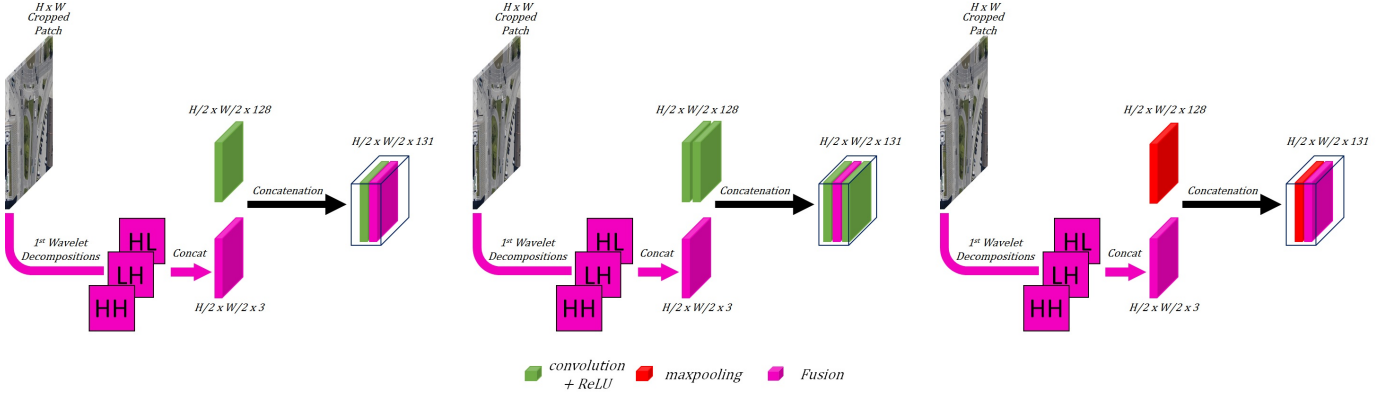 H x W
Cropped
Patch
H/2 x W/2 x 128
H/2 x W/2 x 131
Concatenation
1st Wavelet
Decompositions
HL
LH
HH
Concat
H/2 x W/2 x 3
H x W
Cropped
Patch
H/2 x W/2 x 128
H/2 x W/2 x 131
Concatenation
1st Wavelet
Decompositions
HL
LH
HH
Concat
H/2 x W/2 x 3
H x W
Cropped
Patch
H/2 x W/2 x 128
H/2 x W/2 x 131
Concatenation
1st Wavelet
Decompositions
HL
LH
HH
Concat
H/2 x W/2 x 3
convolution
+ ReLU
maxpooling
Fusion